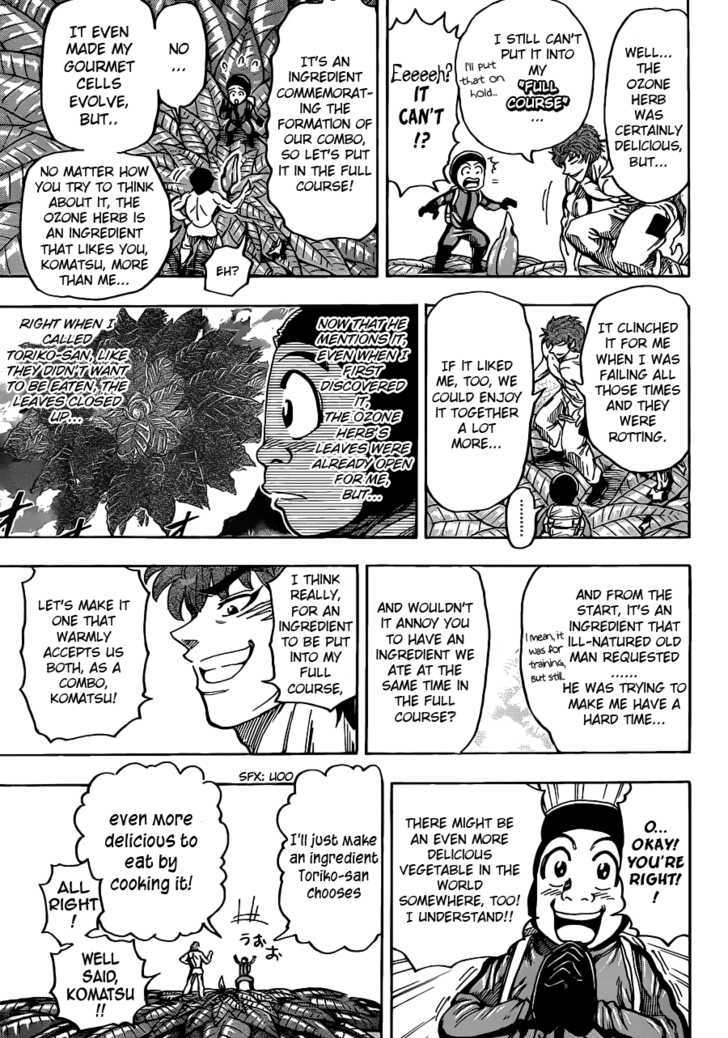 WELL...
THE
OZONE
HERB
WAS
CERTAINLY
DELICIOUS,
BUT...
I STILL CAN'T
PUT IT INTO
MY
"FULL
COURSE"
...
I'll put
that on
hold...
Eeeeeh?
IT
CAN'T
!?
IT'S AN
INGREDIENT
COMMEMORAT-
ING THE
FORMATION OF
OUR COMBO,
SO LET'S PUT
IT IN THE FULL
COURSE!
NO
...
IT EVEN
MADE MY
GOURMET
CELLS
EVOLVE,
BUT..
NO MATTER HOW
YOU TRY TO THINK
ABOUT IT, THE
OZONE HERB IS
AN INGREDIENT
THAT LIKES YOU,
KOMATSU, MORE
THAN ME...
EH?
IT CLINCHED
IT FOR ME
WHEN I WAS
FAILING ALL
THOSE TIMES
AND THEY
WERE
ROTTING.
IF IT LIKED
ME, TOO, WE
COULD ENJOY
IT TOGETHER
A LOT
MORE...
........
NOW THAT HE
MENTIONS IT,
EVEN WHEN I
FIRST
DISCOVERED
IT,
THE OZONE
HERB'S
LEAVES WERE
ALREADY OPEN
FOR ME,
BUT...
RIGHT WHEN I
CALLED
TORIKO-SAN, LIKE
THEY DIDN'T WANT
TO BE EATEN, THE
LEAVES CLOSED
UP...
AND FROM THE
START, IT'S AN
INGREDIENT THAT
ILL-NATURED OLD
MAN REQUESTED
......
HE WAS TRYING TO
MAKE ME HAVE A
HARD TIME...
I mean, it
was for
training,
but still..
AND WOULDN'T
IT ANNOY YOU
TO HAVE AN
INGREDIENT WE
ATE AT THE
SAME TIME IN
THE FULL
COURSE?
I THINK
REALLY,
FOR AN
INGREDIENT
TO BE PUT
INTO MY
FULL
COURSE,
LET'S MAKE IT
ONE THAT
WARMLY
ACCEPTS US
BOTH, AS A
COMBO,
KOMATSU!
O...
OKAY!
YOU'RE
RIGHT!
!
THERE MIGHT BE
AN EVEN MORE
DELICIOUS
VEGETABLE IN THE
WORLD
SOMEWHERE, TOO!
I UNDERSTAND!!
SFX: UOO
I'll just make
an ingredient
Toriko-san
chooses
even more
delicious to
eat by
cooking it!
うおお
ALL
RIGHT
!
WELL
SAID,
KOMATSU
!!